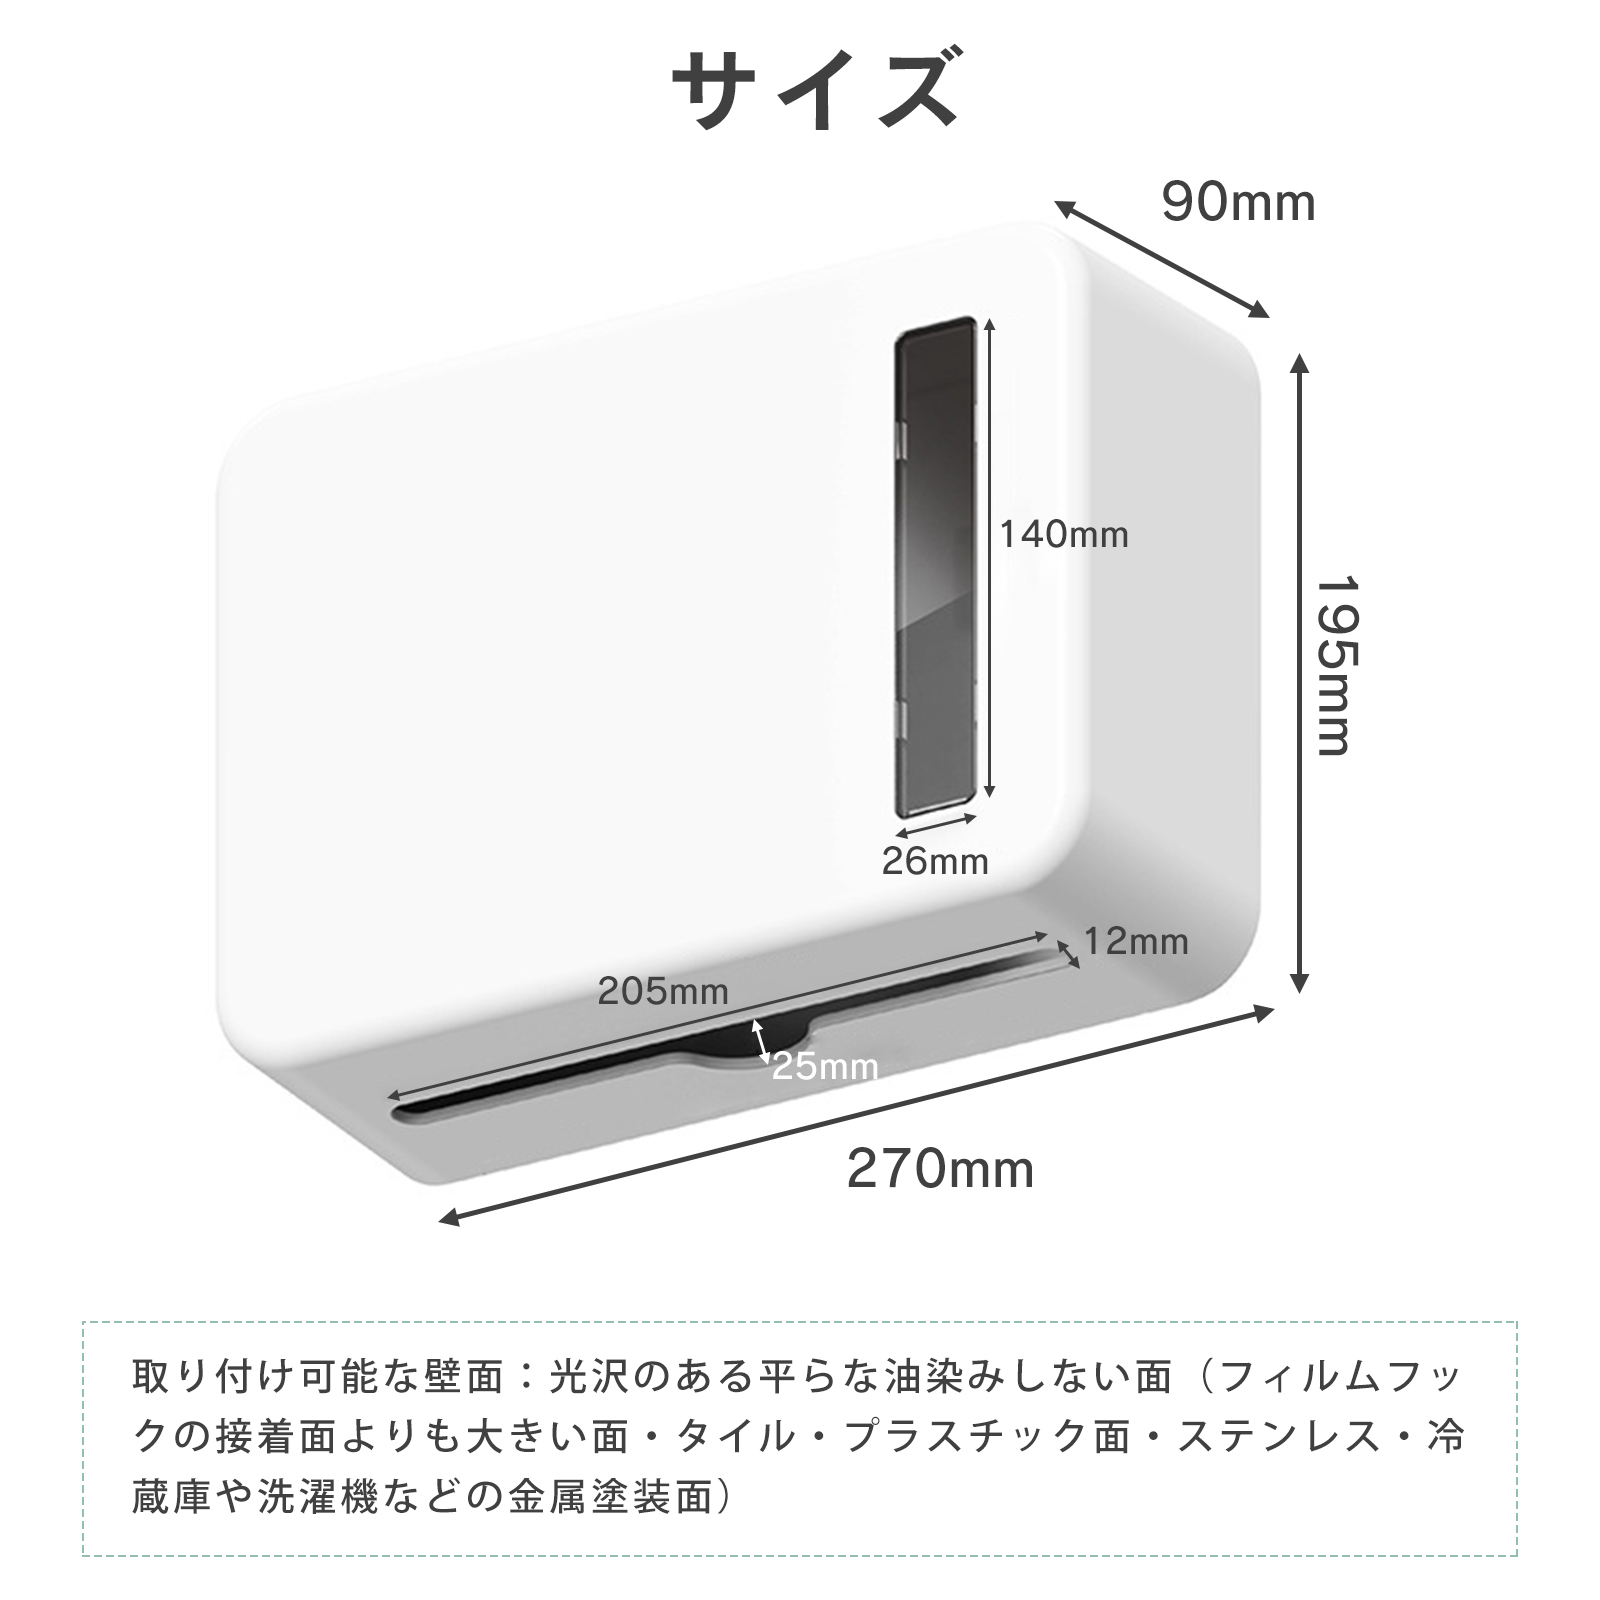 サイズ
90mm
140mm
195mm
26mm
12mm
205mm
25mm
270mm
取り付け可能な壁面：光沢のある平らな油染みしない面（フィルムフッ
クの接着面よりも大きい面・タイル・プラスチック面・ステンレス・冷
蔵庫や洗濯機などの金属塗装面）